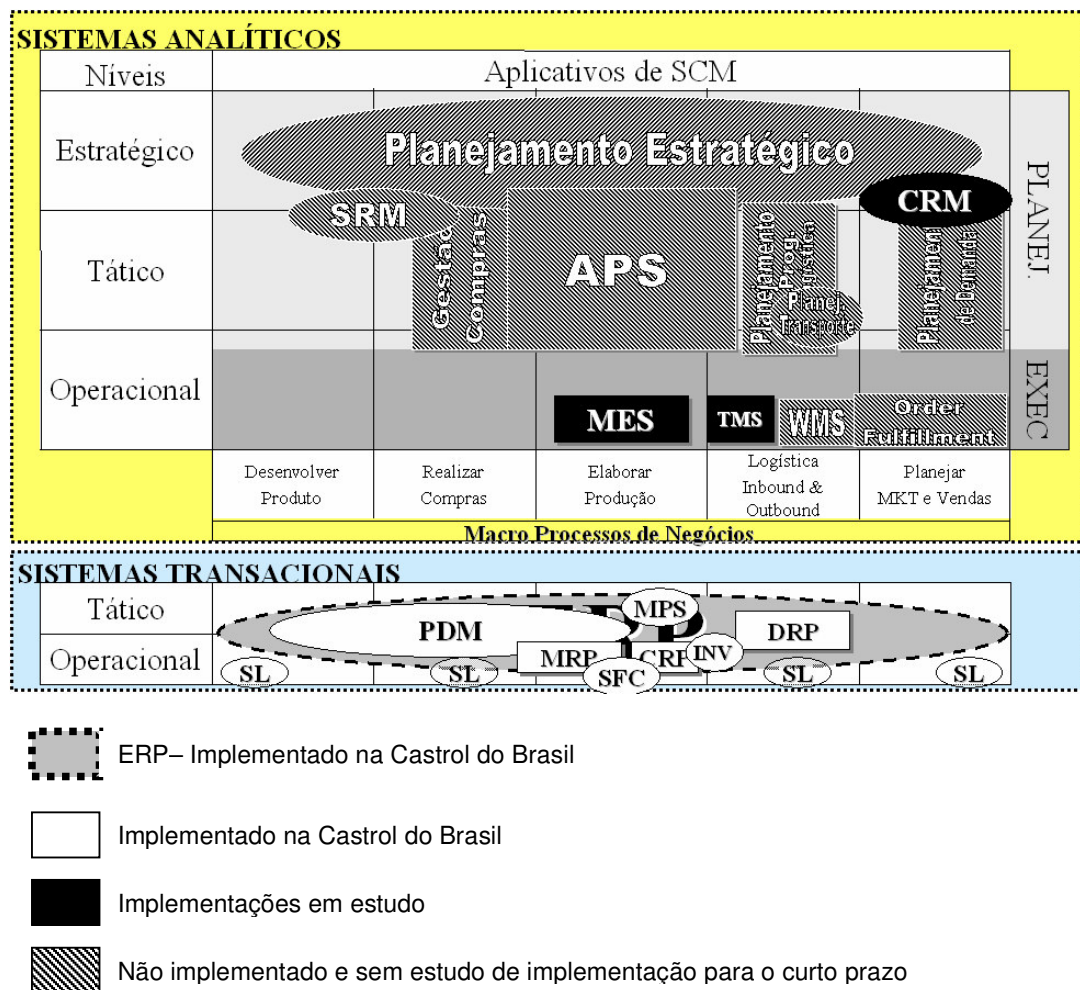 SISTEMAS ANALÍTICOS
Níveis
Aplicativos de SCM
Estratégico
Planejamento Estratégico
PLANEJ.
CRM
SRM
Tático
Gestão
Compras
APS
Planejamento
Prog.
Planej.
Transporte
de Demanda
Operacional
EXEC
MES
TMS
WMS
Order
Fulfillment
Desenvolver
Produto
Realizar
Compras
Elaborar
Produção
Logística
Inbound &
Outbound
Planejar
MKT e Vendas
Macro Processos de Negócios
SISTEMAS TRANSACIONAIS
Tático
MPS
PDM
DRP
Operacional
MRP
CRP
INV
SL
SL
SFC
SL
SL
ERP– Implementado na Castrol do Brasil
Implementado na Castrol do Brasil
Implementações em estudo
Não implementado e sem estudo de implementação para o curto prazo